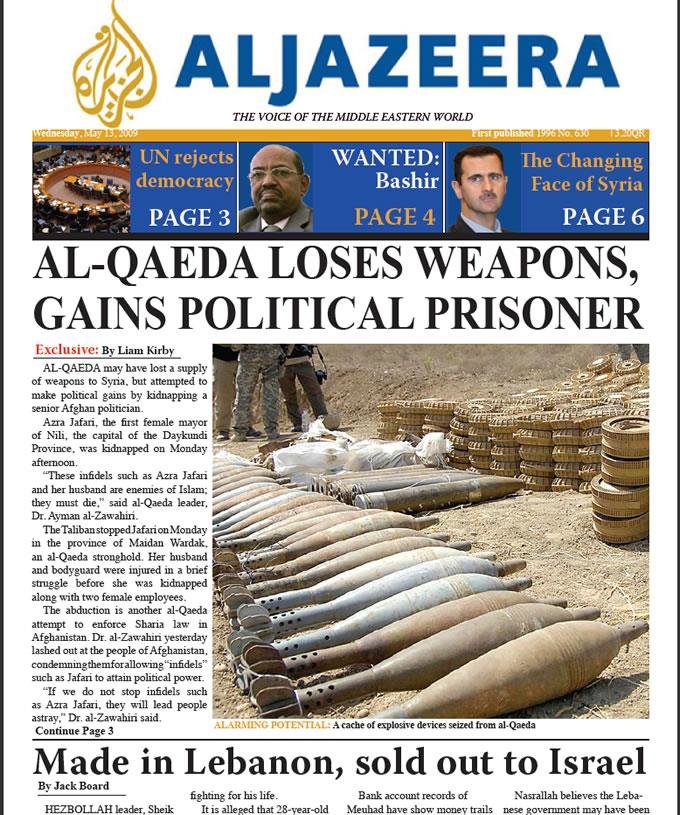 الجزيرة
ALJAZEERA
THE VOICE OF THE MIDDLE EASTERN WORLD
Wednesday, May 13, 2009
First published 1996 No. 630
13.20QR
UN rejects
democracy
PAGE 3
WANTED:
Bashir
PAGE 4
The Changing
Face of Syria
PAGE 6
AL-QAEDA LOSES WEAPONS,
GAINS POLITICAL PRISONER
Exclusive: By Liam Kirby
AL-QAEDA may have lost a supply
of weapons to Syria, but attempted to
make political gains by kidnapping a
senior Afghan politician.
Azra Jafari, the first female mayor
of Nili, the capital of the Daykundi
Province, was kidnapped on Monday
afternoon.
“These infidels such as Azra Jafari
and her husband are enemies of Islam;
they must die,” said al-Qaeda leader,
Dr. Ayman al-Zawahiri.
The Taliban stopped Jafari on Monday
in the province of Maidan Wardak,
an al-Qaeda stronghold. Her husband
and bodyguard were injured in a brief
struggle before she was kidnapped
along with two female employees.
The abduction is another al-Qaeda
attempt to enforce Sharia law in
Afghanistan. Dr. al-Zawahiri yesterday
lashed out at the people of Afghanistan,
condemning them for allowing “infidels”
such as Jafari to attain political power.
“If we do not stop infidels such
as Azra Jafari, they will lead people
astray,” Dr. al-Zawahiri said.
Continue Page 3
ALARMING POTENTIAL: A cache of explosive devices seized from al-Qaeda
Made in Lebanon, sold out to Israel
By Jack Board
HEZBOLLAH leader, Sheik
fighting for his life.
It is alleged that 28-year-old
Bank account records of
Meuhad have show money trails
Nasrallah believes the Leba-
nese government may have been